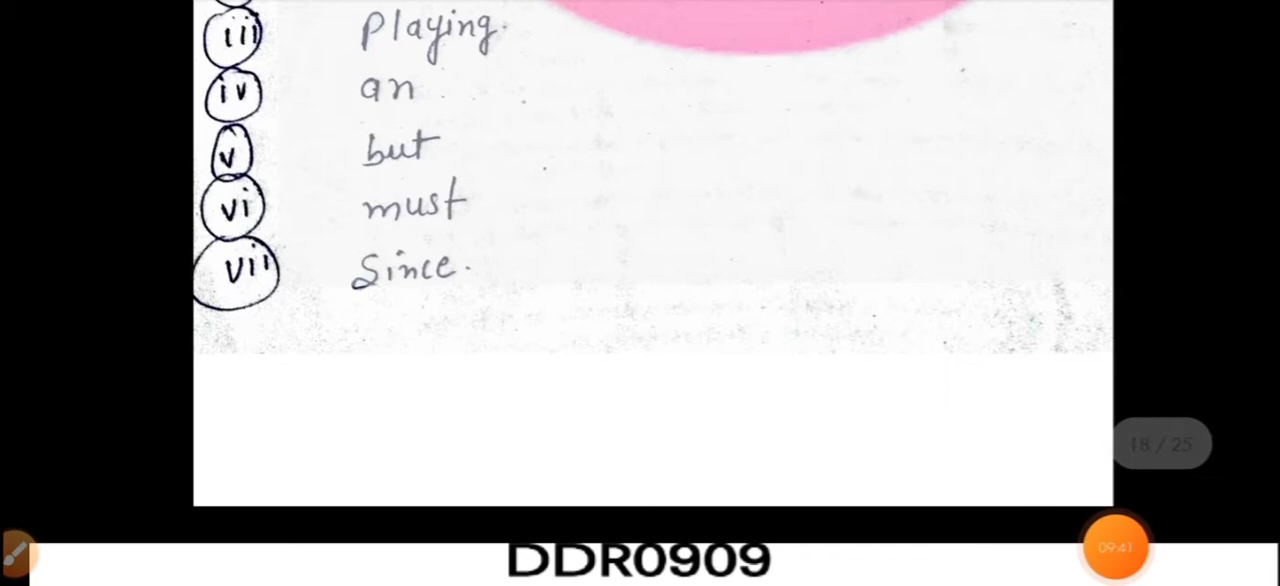 iii playing.
iv an
v but
vi must
vii Since.
18 / 25
09:41
DDR0909